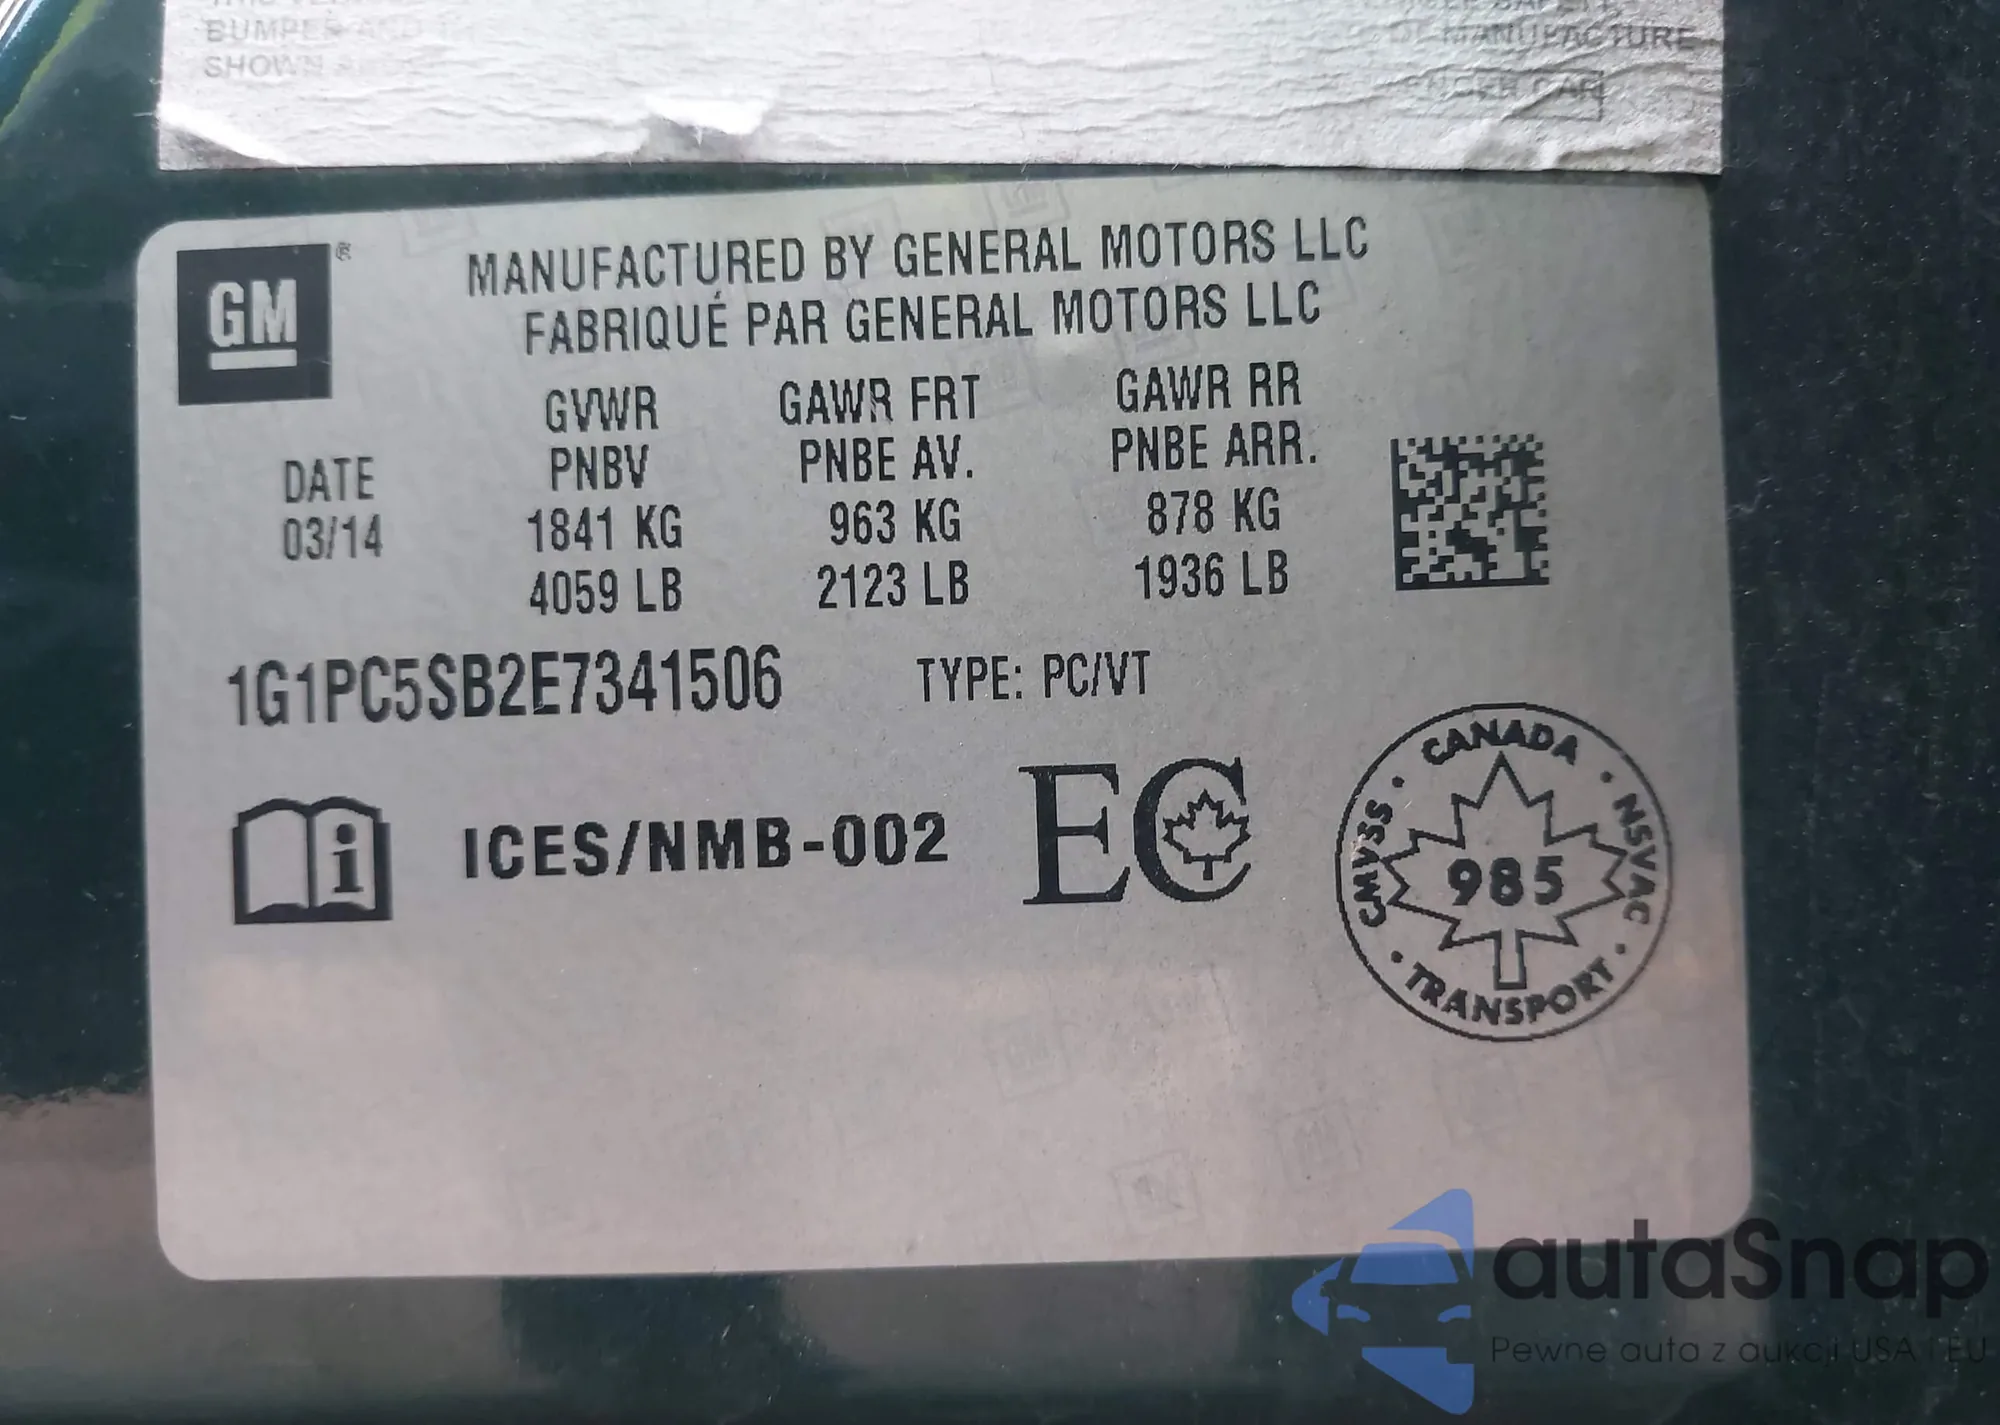 BUMPER AND
SHOWN
MANUFACTURE
GM ®
MANUFACTURED BY GENERAL MOTORS LLC
FABRIQUÉ PAR GENERAL MOTORS LLC
GVWR GAWR FRT GAWR RR
DATE PNBV PNBE AV. PNBE ARR.
03/14 1841 KG 963 KG 878 KG
4059 LB 2123 LB 1936 LB
1G1PC5SB2E7341506 TYPE: PC/VT
i ICES/NMB-002 EC
CANADA
CMVSS · 985 · NSVAC
TRANSPORT
autaSnap
Pewne auta z aukcji USA i EU